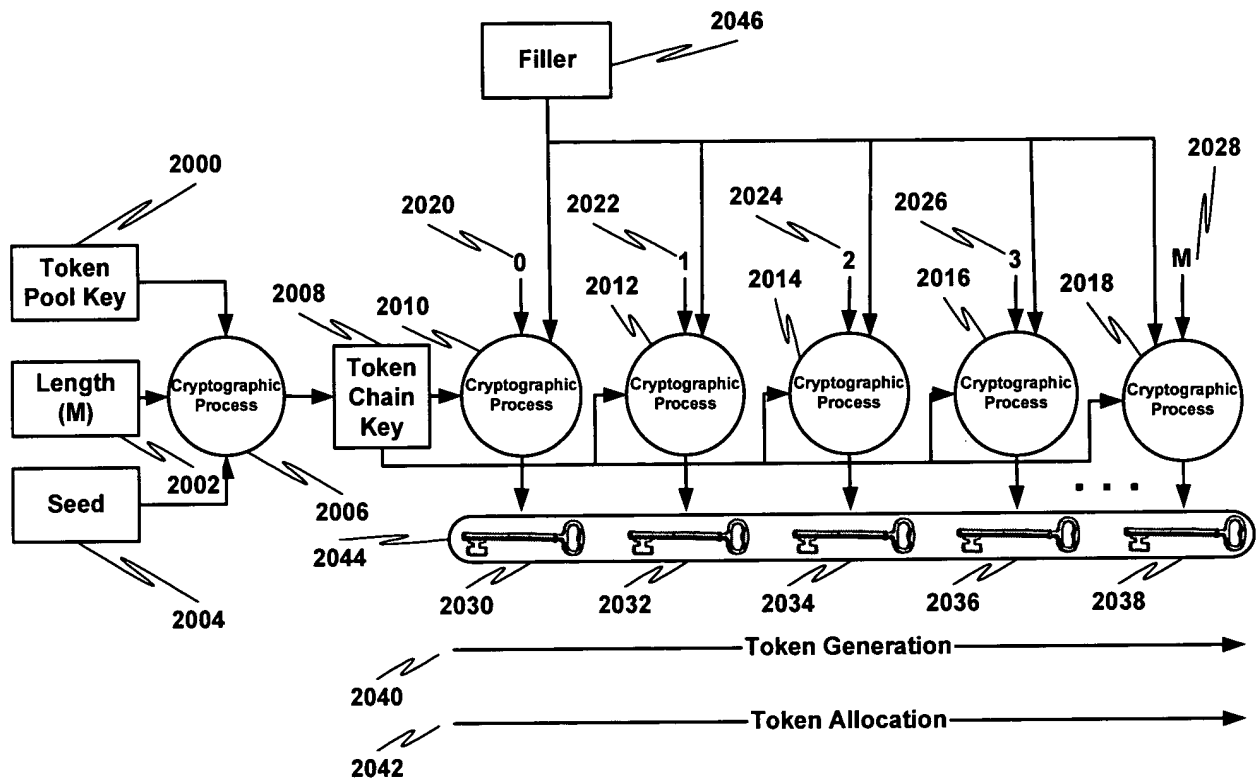 2046
Filler
2000
2028
2020
2022
2024
2026
Token
Pool Key
0
1
2
3
M
2008
2010
2012
2014
2016
2018
Length
(M)
Cryptographic
Process
Token
Chain
Key
Cryptographic
Process
Cryptographic
Process
Cryptographic
Process
Cryptographic
Process
Cryptographic
Process
2002
Seed
2006
. . .
2044
2004
2030
2032
2034
2036
2038
Token Generation
2040
Token Allocation
2042